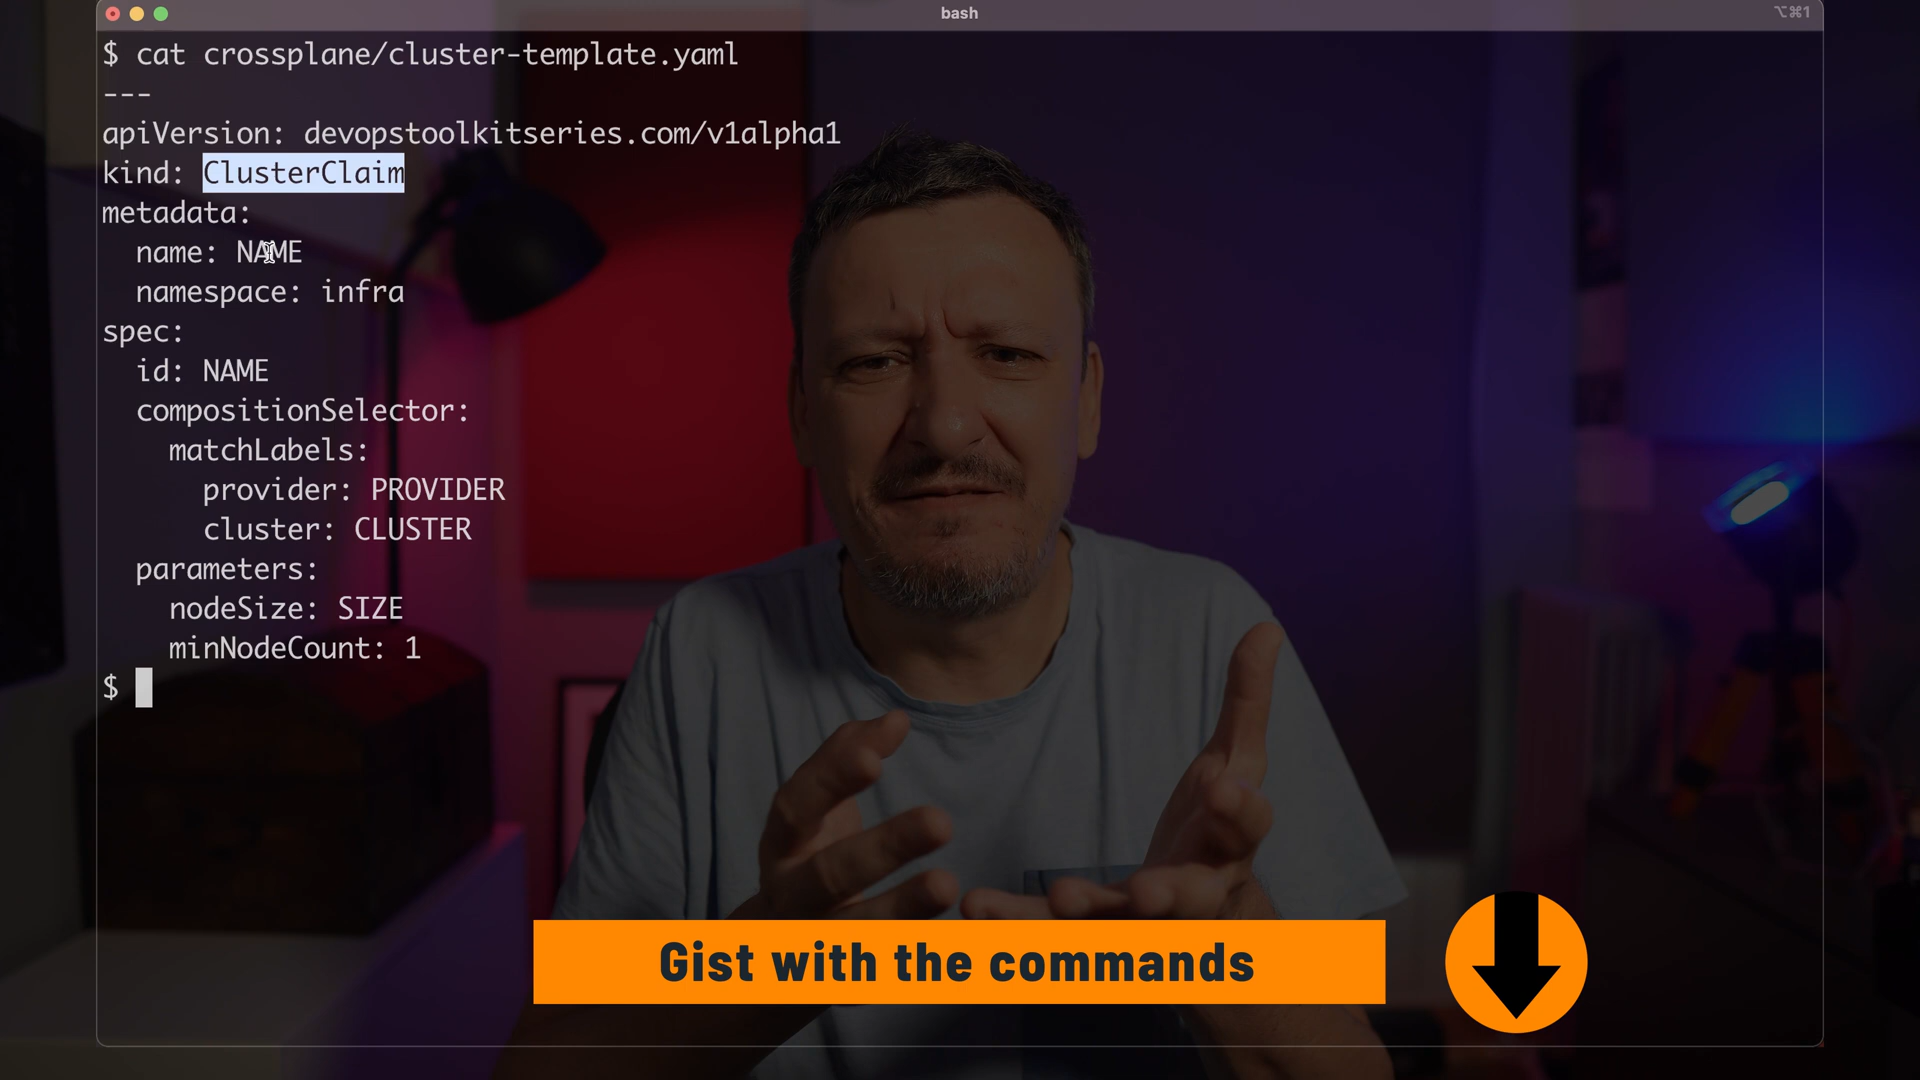 bash
⌥⌘1
$ cat crossplane/cluster-template.yaml
---
apiVersion: devopstoolkitseries.com/v1alpha1
kind: ClusterClaim
metadata:
  name: NAME
  namespace: infra
spec:
  id: NAME
  compositionSelector:
    matchLabels:
      provider: PROVIDER
      cluster: CLUSTER
  parameters:
    nodeSize: SIZE
    minNodeCount: 1
$
Gist with the commands